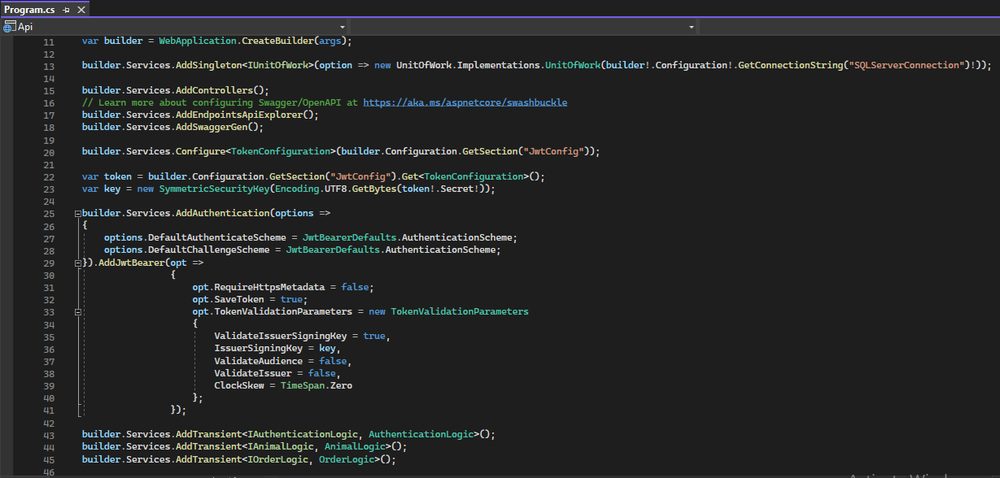 Program.cs
Api
11 var builder = WebApplication.CreateBuilder(args);
12
13 builder.Services.AddSingleton<IUnitOfWork>(option => new UnitOfWork.Implementations.UnitOfWork(builder!.Configuration!.GetConnectionString("SQLServerConnection")!));
14
15 builder.Services.AddControllers();
16 // Learn more about configuring Swagger/OpenAPI at https://aka.ms/aspnetcore/swashbuckle
17 builder.Services.AddEndpointsApiExplorer();
18 builder.Services.AddSwaggerGen();
19
20 builder.Services.Configure<TokenConfiguration>(builder.Configuration.GetSection("JwtConfig"));
21
22 var token = builder.Configuration.GetSection("JwtConfig").Get<TokenConfiguration>();
23 var key = new SymmetricSecurityKey(Encoding.UTF8.GetBytes(token!.Secret!));
24
25 builder.Services.AddAuthentication(options =>
26 {
27     options.DefaultAuthenticateScheme = JwtBearerDefaults.AuthenticationScheme;
28     options.DefaultChallengeScheme = JwtBearerDefaults.AuthenticationScheme;
29 }).AddJwtBearer(opt =>
30                 {
31                     opt.RequireHttpsMetadata = false;
32                     opt.SaveToken = true;
33                     opt.TokenValidationParameters = new TokenValidationParameters
34                     {
35                         ValidateIssuerSigningKey = true,
36                         IssuerSigningKey = key,
37                         ValidateAudience = false,
38                         ValidateIssuer = false,
39                         ClockSkew = TimeSpan.Zero
40                     };
41                 });
42
43 builder.Services.AddTransient<IAuthenticationLogic, AuthenticationLogic>();
44 builder.Services.AddTransient<IAnimalLogic, AnimalLogic>();
45 builder.Services.AddTransient<IOrderLogic, OrderLogic>();
46